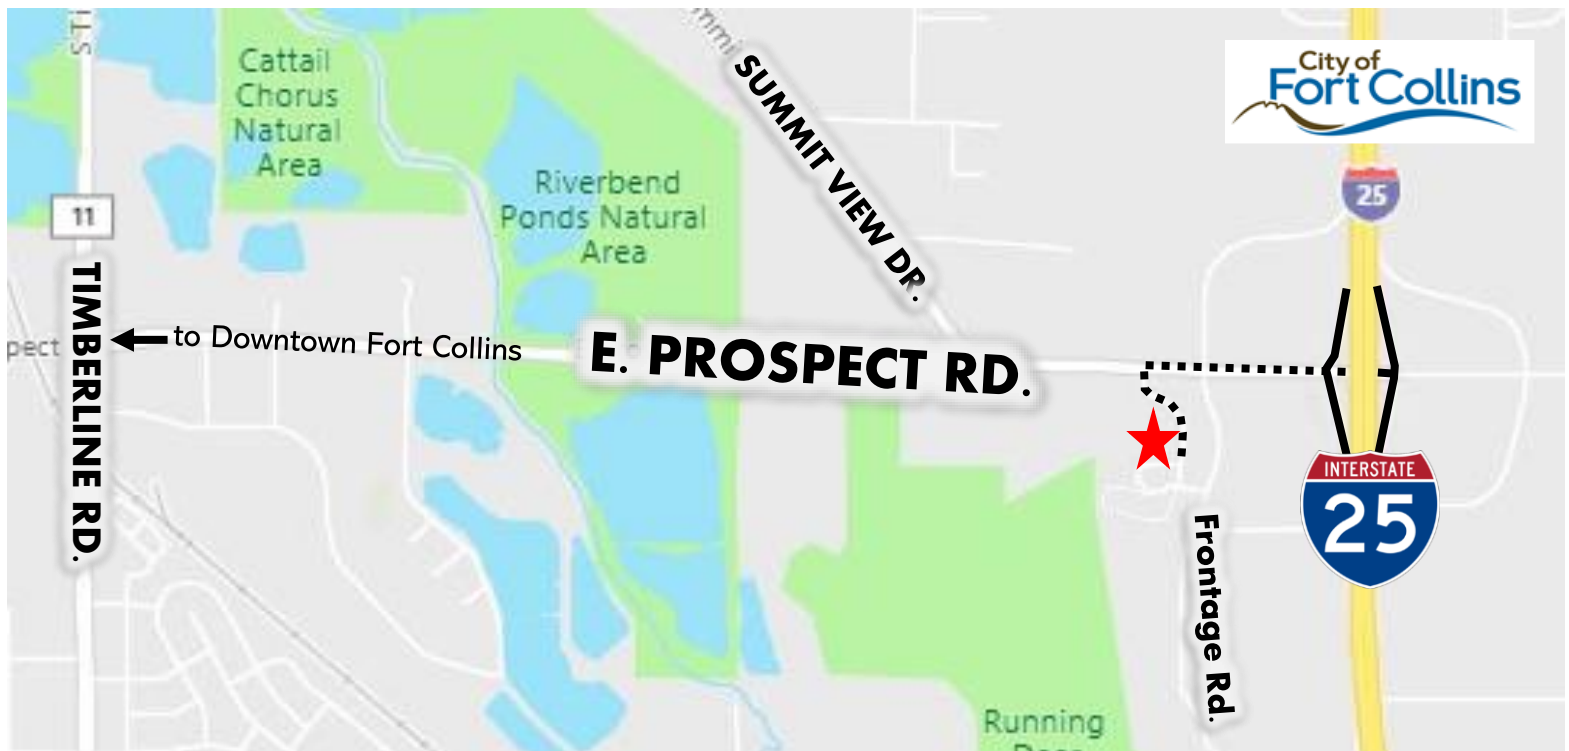 Cattail
Chorus
Natural
Area
SUMMIT VIEW DR.
City of
Fort Collins
25
11
Riverbend
Ponds Natural
Area
TIMBERLINE RD.
to Downtown Fort Collins
E. PROSPECT RD.
pect
INTERSTATE
25
Frontage Rd.
Running